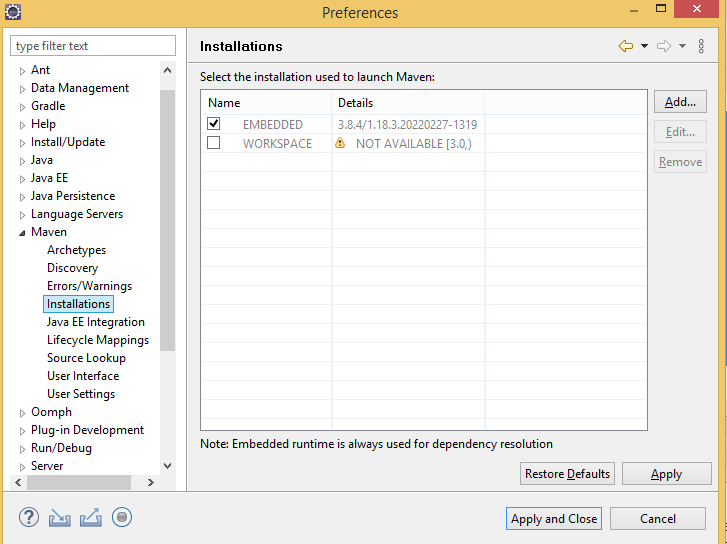 Preferences
type filter text
Installations
Ant
Data Management
Gradle
Help
Install/Update
Java
Java EE
Java Persistence
Language Servers
Maven
Archetypes
Discovery
Errors/Warnings
Installations
Java EE Integration
Lifecycle Mappings
Source Lookup
User Interface
User Settings
Oomph
Plug-in Development
Run/Debug
Server
Select the installation used to launch Maven:
Name Details
EMBEDDED 3.8.4/1.18.3.20220227-1319
WORKSPACE NOT AVAILABLE [3.0,)
Add...
Edit...
Remove
Note: Embedded runtime is always used for dependency resolution
Restore Defaults Apply
Apply and Close Cancel